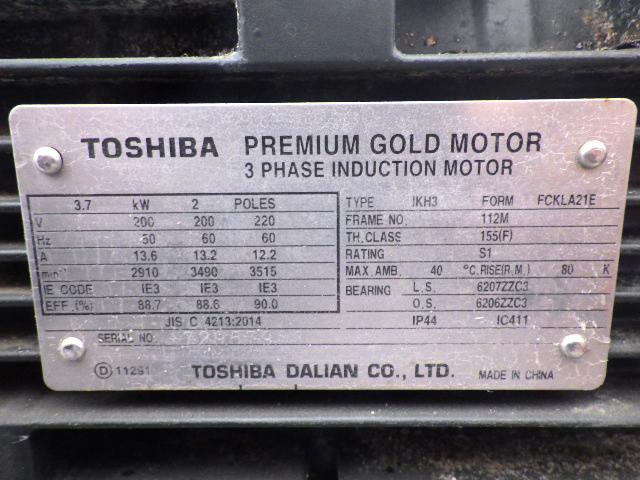 TOSHIBA PREMIUM GOLD MOTOR
3 PHASE INDUCTION MOTOR
3.7 kW 2 POLES
V 200 200 220
Hz 50 60 60
A 13.6 13.2 12.2
min⁻¹ 2910 3490 3515
IE CODE IE3 IE3 IE3
EFF.(%) 88.7 88.6 90.0
JIS C 4213:2014
SERIAL NO
TYPE IKH3 FORM FCKLA21E
FRAME NO. 112M
TH.CLASS 155(F)
RATING S1
MAX.AMB. 40 °C.RISE(R.M.) 80 K
BEARING L.S. 6207ZZC3
O.S. 6206ZZC3
IP44 IC411
D 11291 TOSHIBA DALIAN CO., LTD. MADE IN CHINA